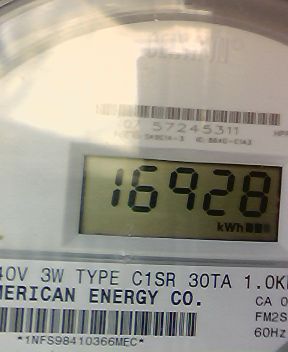 57245311
16928
kWh
40V 3W TYPE C1SR 30TA 1.0K
MERICAN ENERGY CO.
CA 0
FM2S
60Hz
*1NFS98410366MEC*